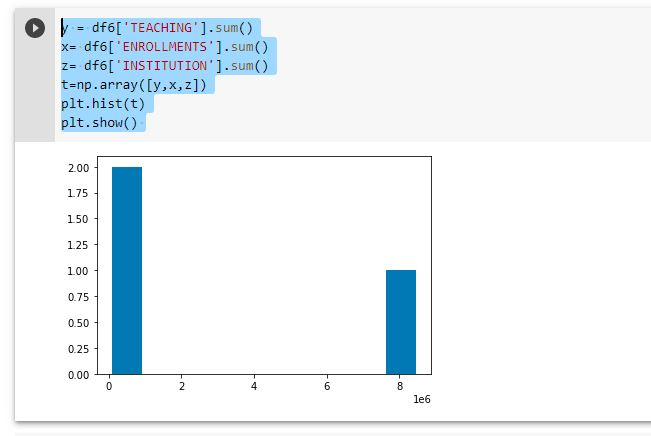 y = df6['TEACHING'].sum()
x= df6['ENROLLMENTS'].sum()
z= df6['INSTITUTION'].sum()
t=np.array([y,x,z])
plt.hist(t)
plt.show()
2.00
1.75
1.50
1.25
1.00
0.75
0.50
0.25
0.00
0 2 4 6 8
1e6